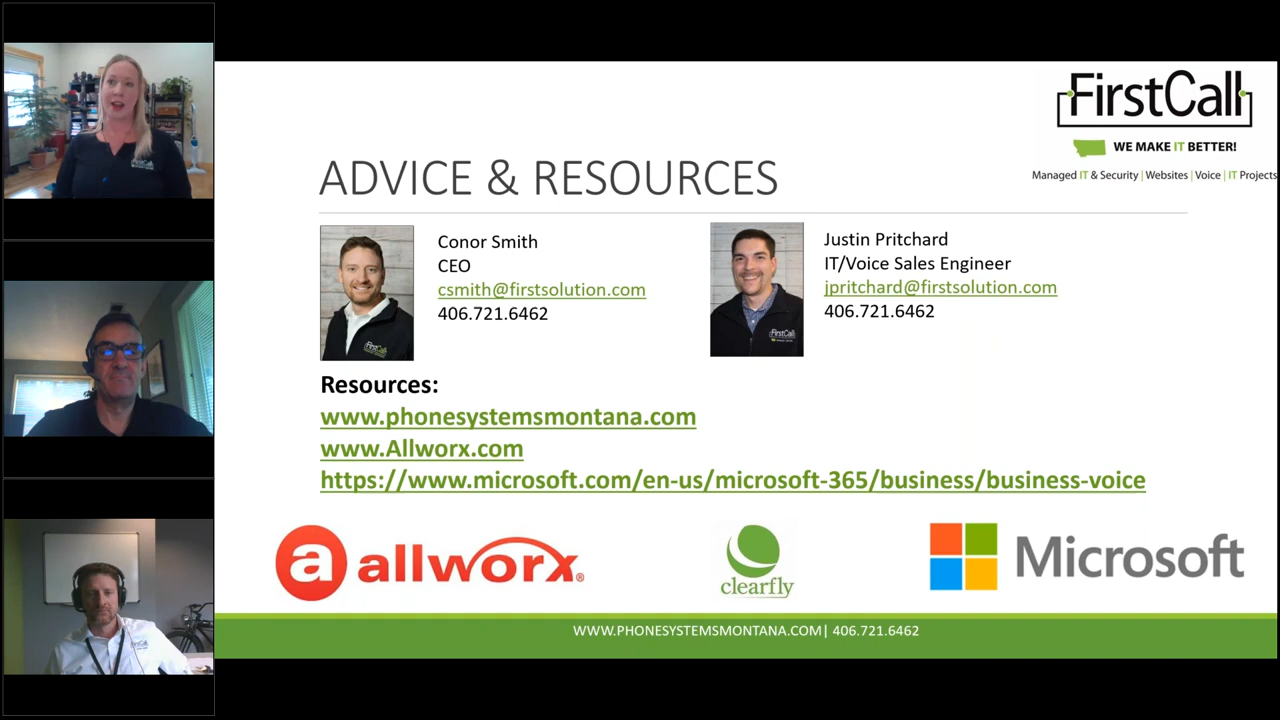 FirstCall
WE MAKE IT BETTER!
Managed IT & Security | Websites | Voice | IT Projects
ADVICE & RESOURCES
Conor Smith
CEO
csmith@firstsolution.com
406.721.6462
Justin Pritchard
IT/Voice Sales Engineer
jpritchard@firstsolution.com
406.721.6462
FirstCall
FirstCall
Resources:
www.phonesystemsmontana.com
www.Allworx.com
https://www.microsoft.com/en-us/microsoft-365/business/business-voice
a allworx®
clearfly
Microsoft
WWW.PHONESYSTEMSMONTANA.COM| 406.721.6462
FirstCall